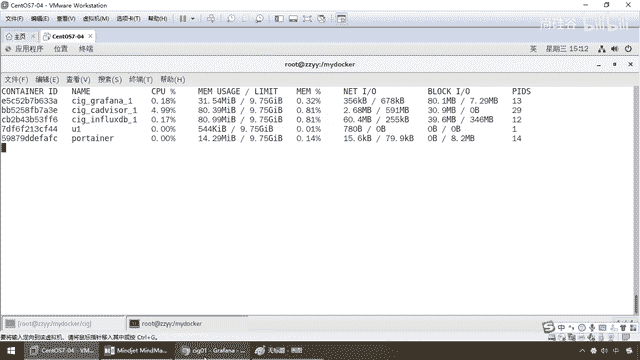 CentOS7-04 - VMware Workstation
文件(F) 编辑(E) 查看(V) 虚拟机(M) 选项卡(T) 帮助(H)
主页 CentOS7-04
尚硅谷 bilibili
应用程序 位置 终端 英 星期三 15:12
root@zzyy:/mydocker
文件(F) 编辑(E) 查看(V) 搜索(S) 终端(T) 帮助(H)
CONTAINER ID NAME CPU % MEM USAGE / LIMIT MEM % NET I/O BLOCK I/O PIDS
e5c52b7b633a cig_grafana_1 0.18% 31.54MiB / 9.75GiB 0.32% 356kB / 678kB 80.1MB / 7.29MB 13
bb5258fb7a3e cig_cadvisor_1 4.99% 80.39MiB / 9.75GiB 0.81% 2.68MB / 591MB 30.9MB / 0B 29
cb2b43b53ff6 cig_influxdb_1 0.17% 80.99MiB / 9.75GiB 0.81% 60.4MB / 255kB 39.6MB / 346MB 12
7df6f213cf44 u1 0.00% 544KiB / 9.75GiB 0.01% 780B / 0B 0B / 0B 1
59879ddefafc portainer 0.00% 14.29MiB / 9.75GiB 0.14% 15.6kB / 79.9kB 0B / 8.2MB 14
[root@zzyy:/mydocker/cig] root@zzyy:/mydocker
要将输入定向到该虚拟机，请将鼠标指针移入其中或按 Ctrl+G。
CentOS7-04 - VM... Mindjet MindMa... cig01 - Grafana -... 无标题 - 画图